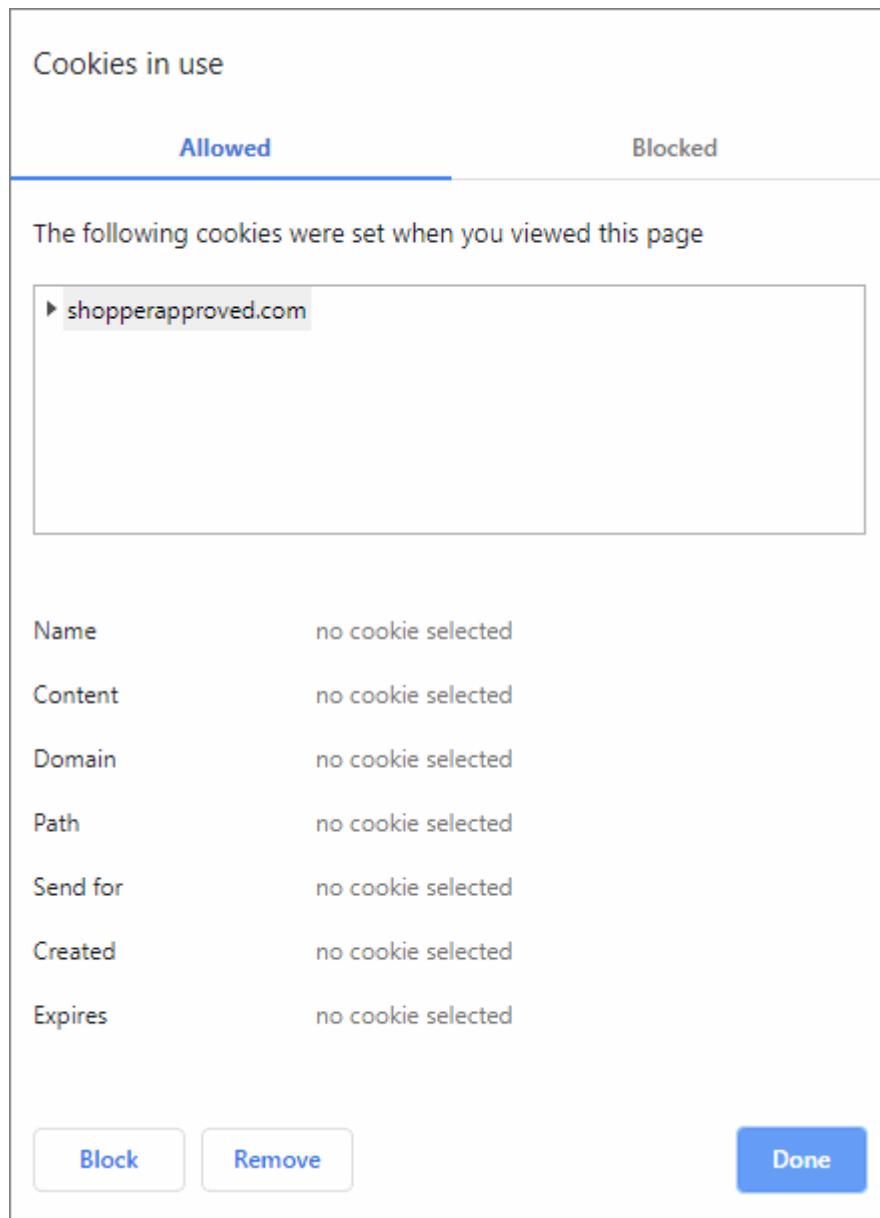 Cookies in use
Allowed Blocked
The following cookies were set when you viewed this page
shopperapproved.com
Name no cookie selected
Content no cookie selected
Domain no cookie selected
Path no cookie selected
Send for no cookie selected
Created no cookie selected
Expires no cookie selected
Block Remove Done